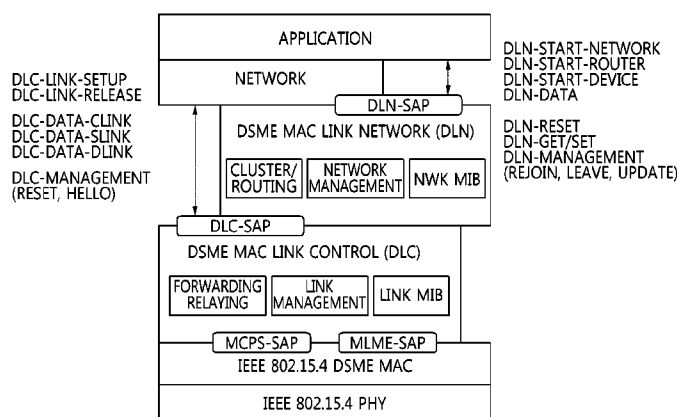 APPLICATION
NETWORK
DLC-LINK-SETUP
DLC-LINK-RELEASE
DLC-DATA-CLINK
DLC-DATA-SLINK
DLC-DATA-DLINK
DLC-MANAGEMENT
(RESET, HELLO)
DLN-START-NETWORK
DLN-START-ROUTER
DLN-START-DEVICE
DLN-DATA
DLN-RESET
DLN-GET/SET
DLN-MANAGEMENT
(REJOIN, LEAVE, UPDATE)
DLN-SAP
DSME MAC LINK NETWORK (DLN)
CLUSTER/
ROUTING
NETWORK
MANAGEMENT
NWK MIB
DLC-SAP
DSME MAC LINK CONTROL (DLC)
FORWARDING
RELAYING
LINK
MANAGEMENT
LINK MIB
MCPS-SAP
MLME-SAP
IEEE 802.15.4 DSME MAC
IEEE 802.15.4 PHY